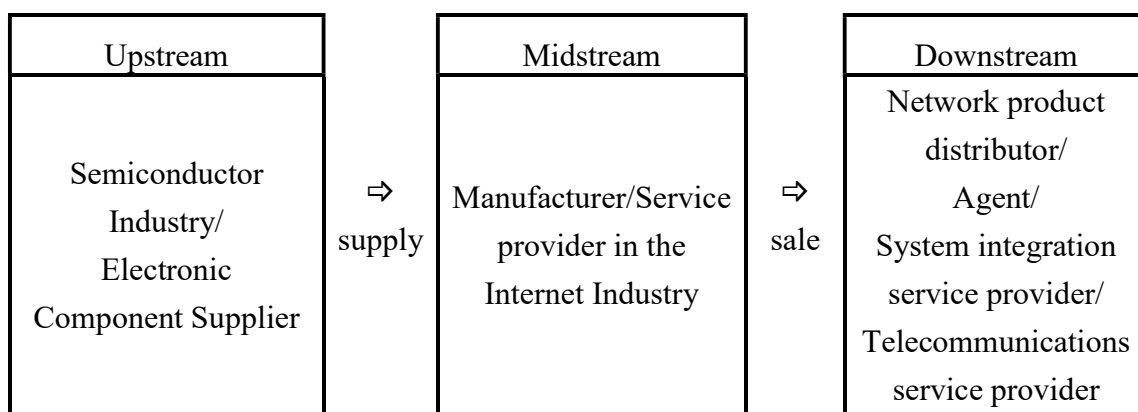 Upstream
Semiconductor
Industry/
Electronic
Component Supplier
⇨
supply
Midstream
Manufacturer/Service
provider in the
Internet Industry
⇨
sale
Downstream
Network product
distributor/
Agent/
System integration
service provider/
Telecommunications
service provider